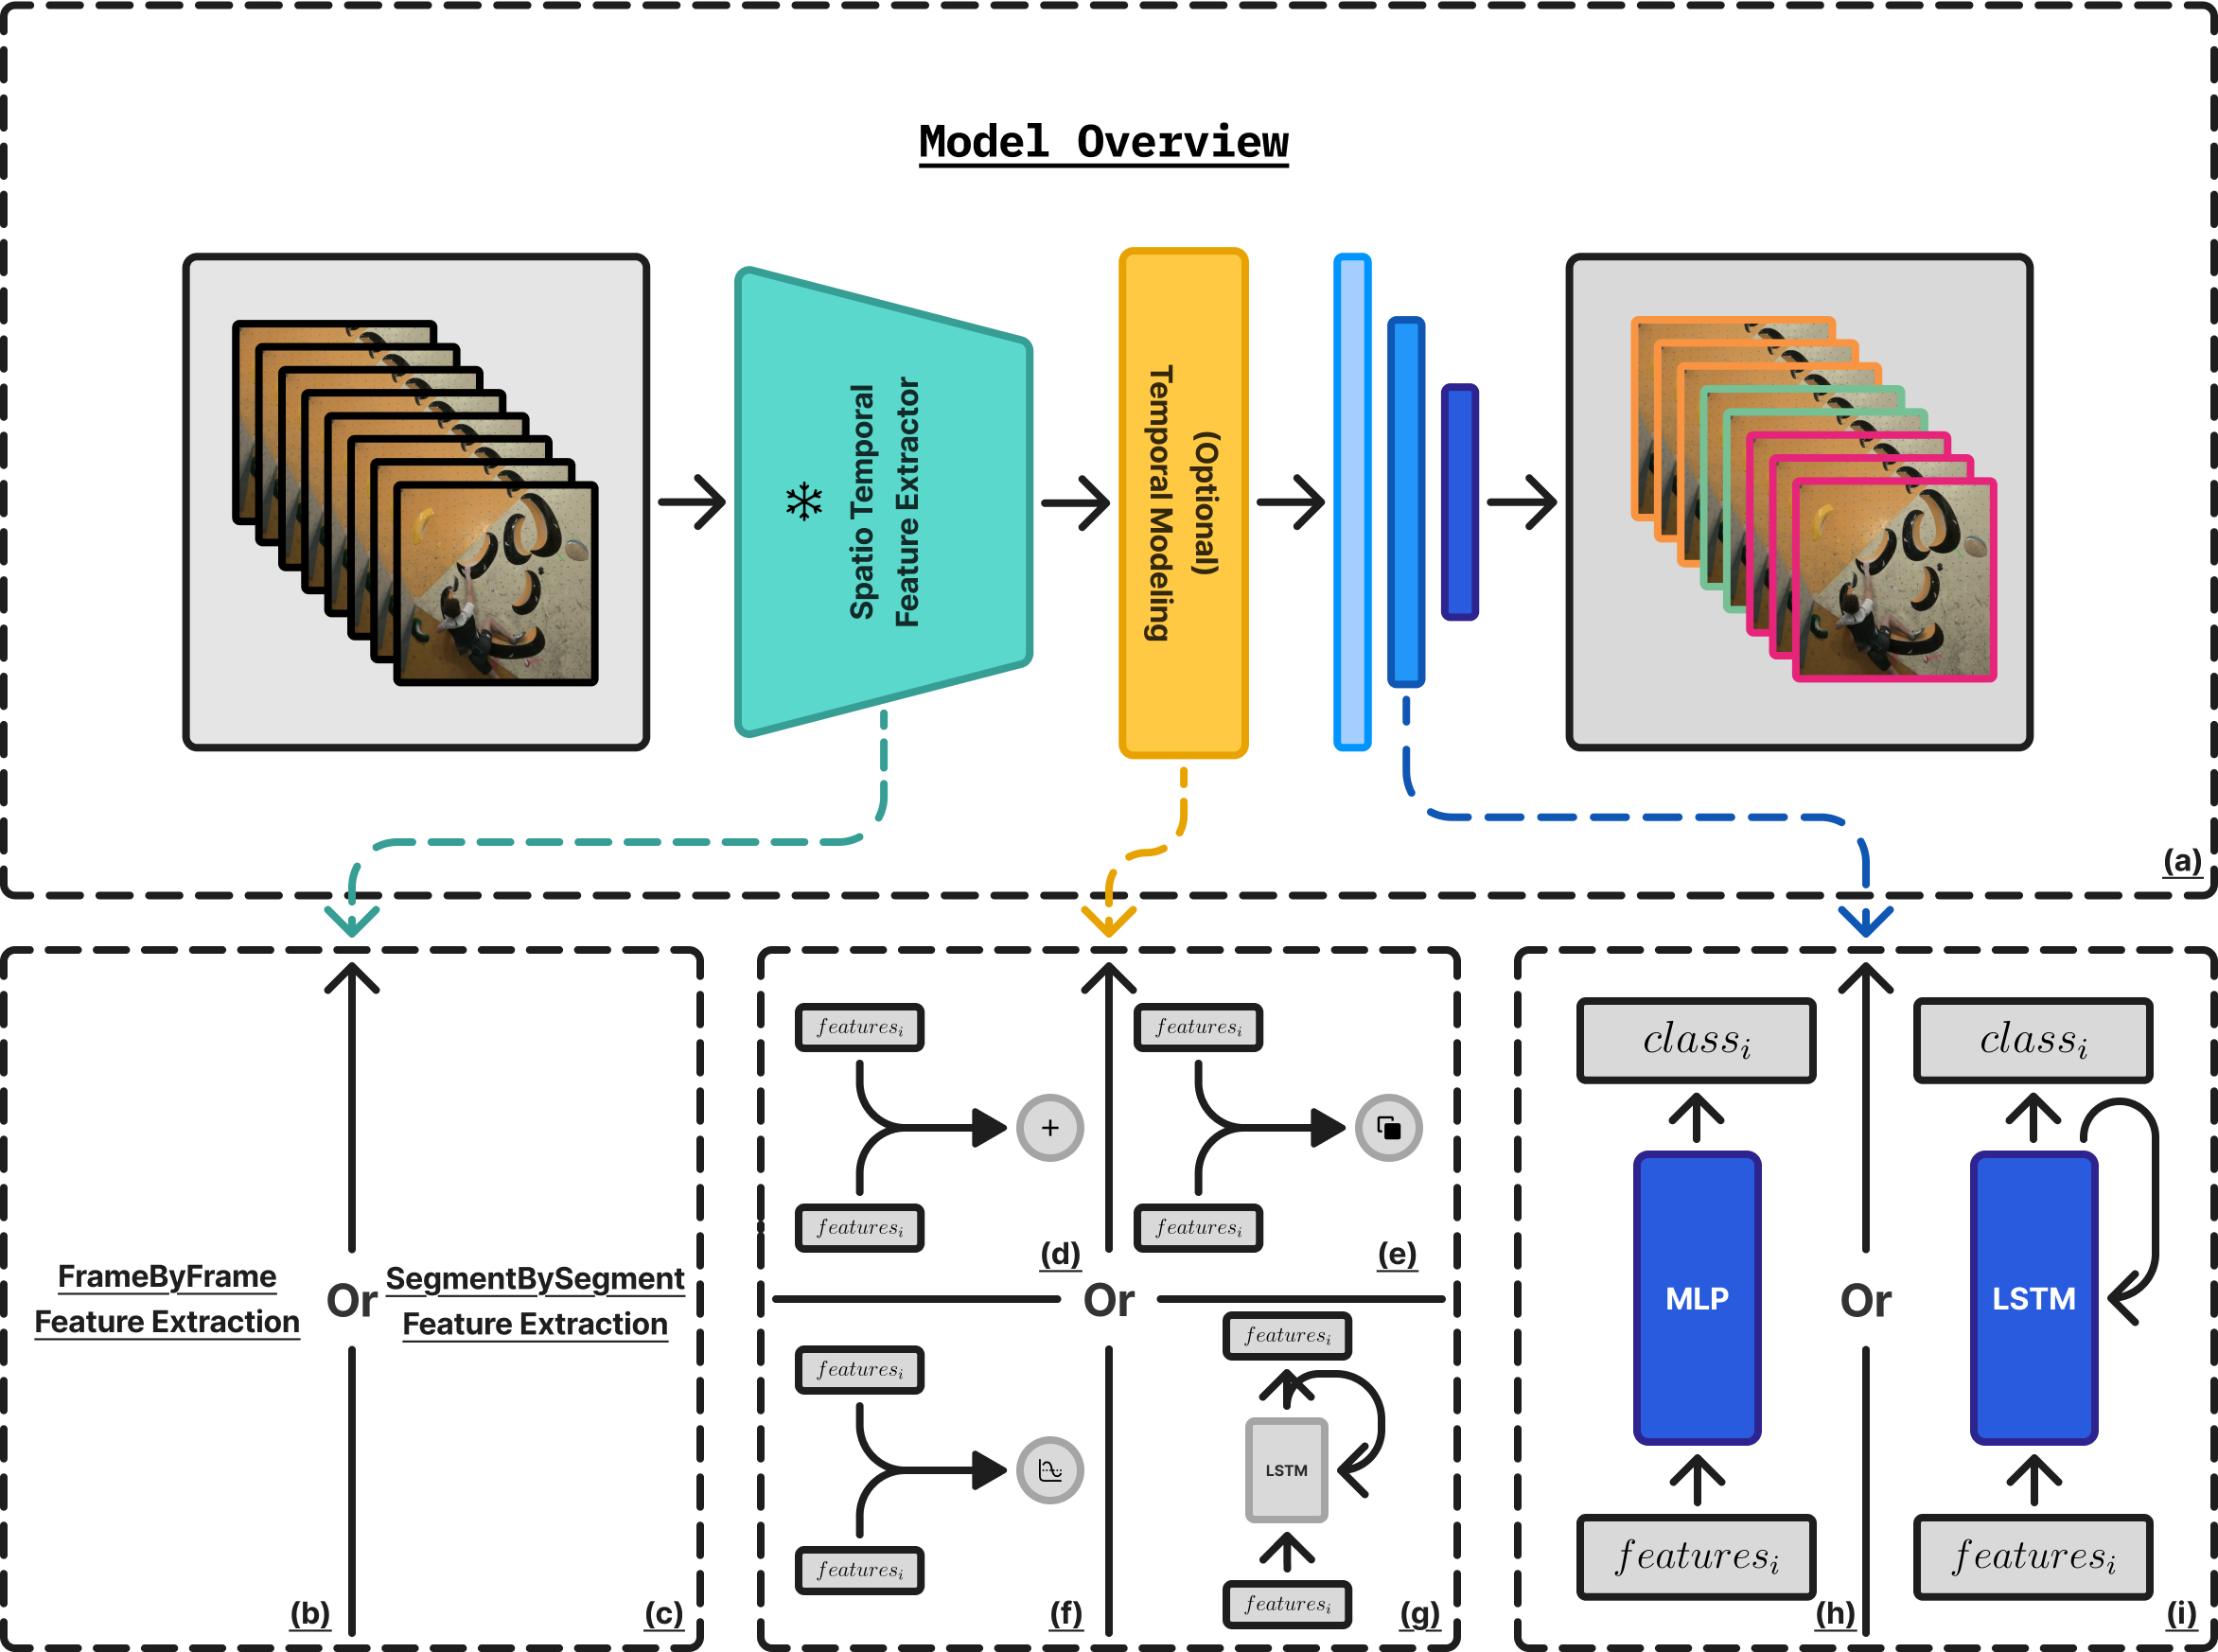 Model Overview
Spatio Temporal
Feature Extractor
Temporal Modeling
(Optional)
(a)
FrameByFrame
Feature Extraction
Or
SegmentBySegment
Feature Extraction
(b)
(c)
features_i
features_i
+
features_i
features_i
(d)
(e)
Or
features_i
features_i
features_i
LSTM
features_i
(f)
(g)
class_i
class_i
MLP
Or
LSTM
features_i
features_i
(h)
(i)